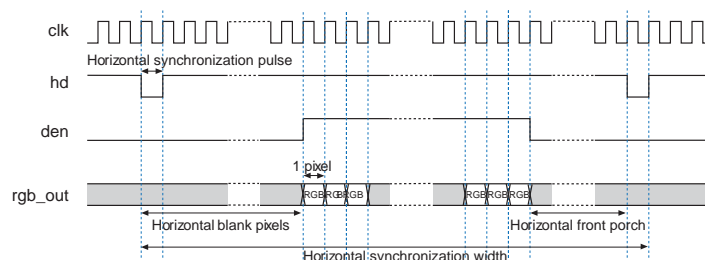 clk
Horizontal synchronization pulse
hd
den
1 pixel
rgb_out
RGB RGB RGB RGB RGB RGB
Horizontal blank pixels
Horizontal front porch
Horizontal synchronization width